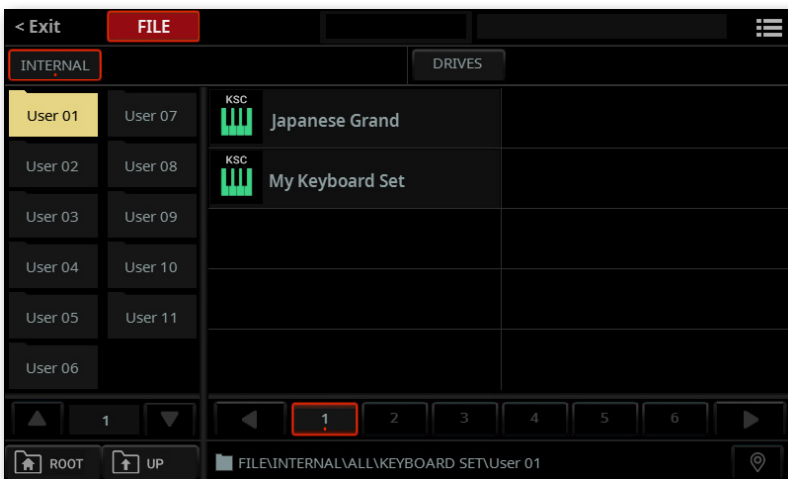 < Exit FILE
INTERNAL DRIVES
User 01 User 07 KSC Japanese Grand
User 02 User 08 KSC My Keyboard Set
User 03 User 09
User 04 User 10
User 05 User 11
User 06
1 1 2 3 4 5 6
ROOT UP FILE\INTERNAL\ALL\KEYBOARD SET\User 01